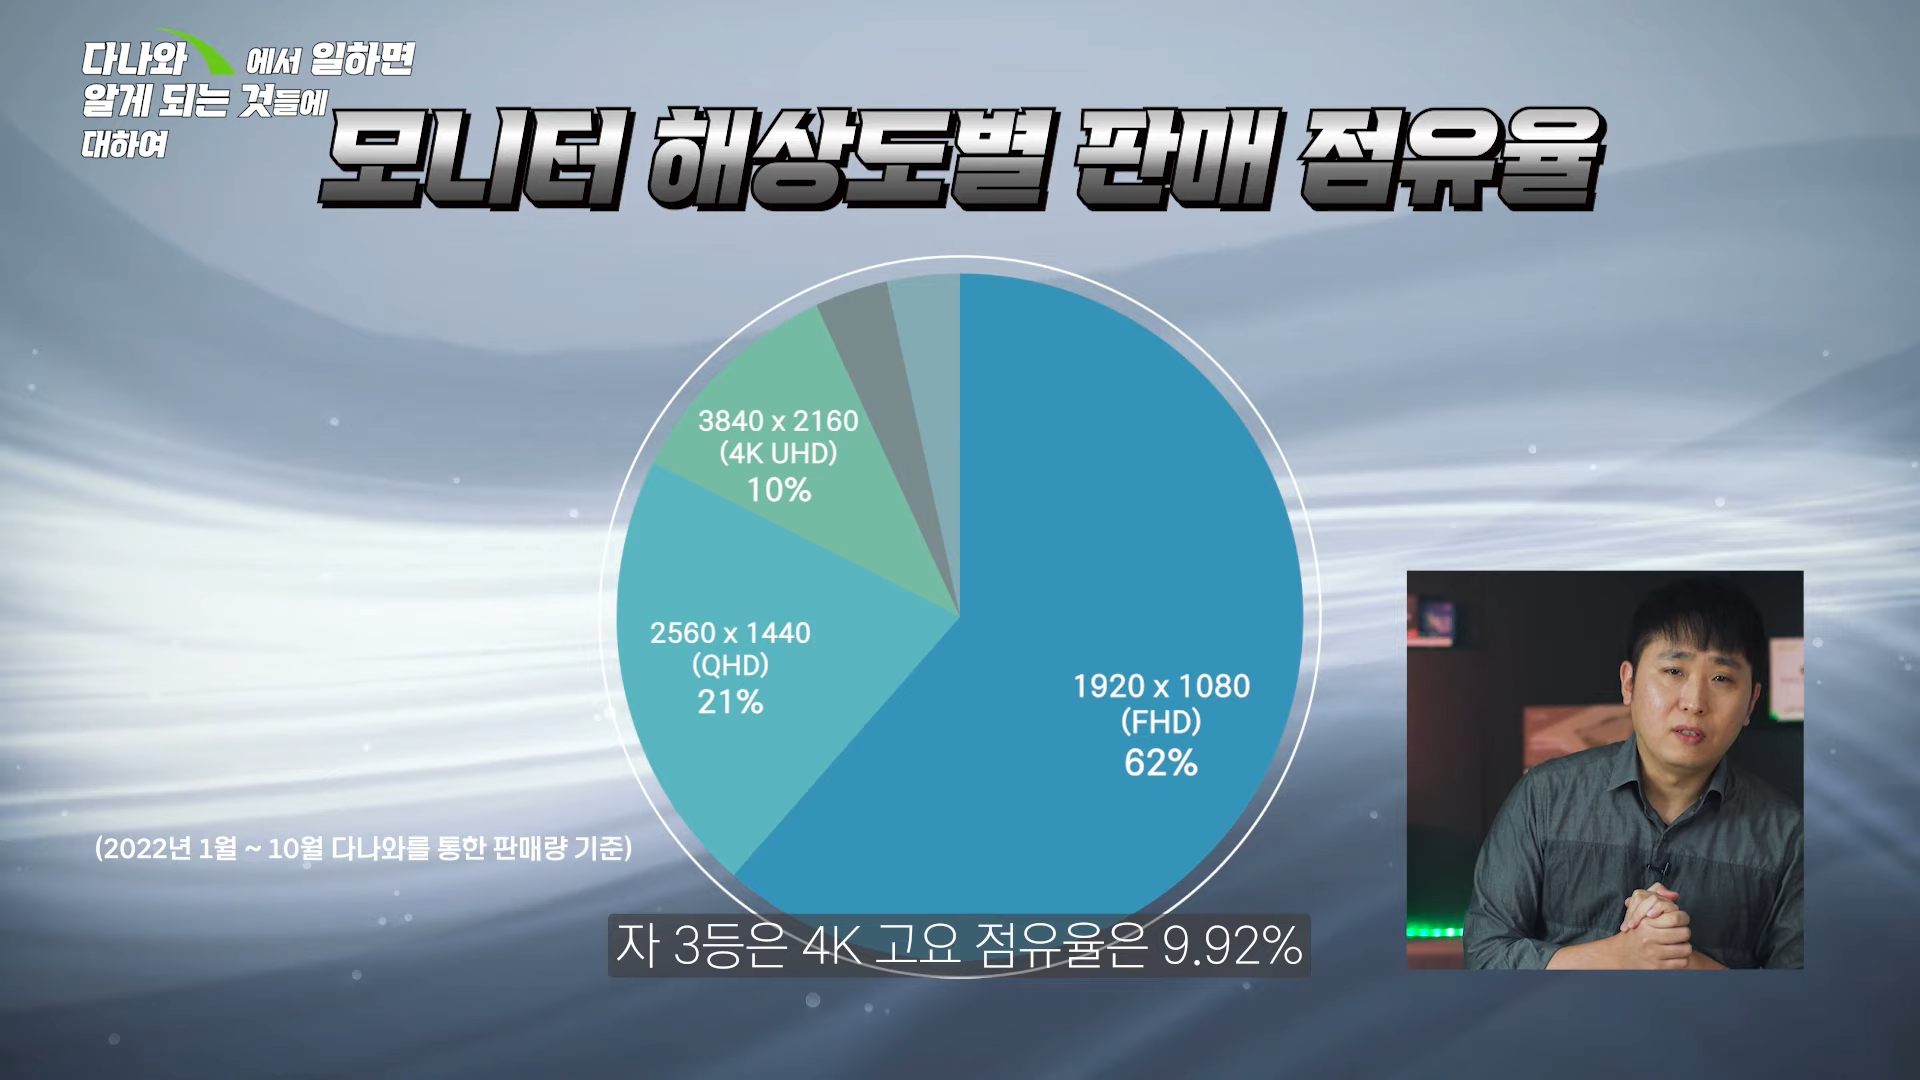 다나와 에서 일하면
알게 되는 것들에
대하여
모니터 해상도별 판매 점유율
3840 x 2160
(4K UHD)
10%
2560 x 1440
(QHD)
21%
1920 x 1080
(FHD)
62%
(2022년 1월 ~ 10월 다나와를 통한 판매량 기준)
자 3등은 4K 고요 점유율은 9.92%